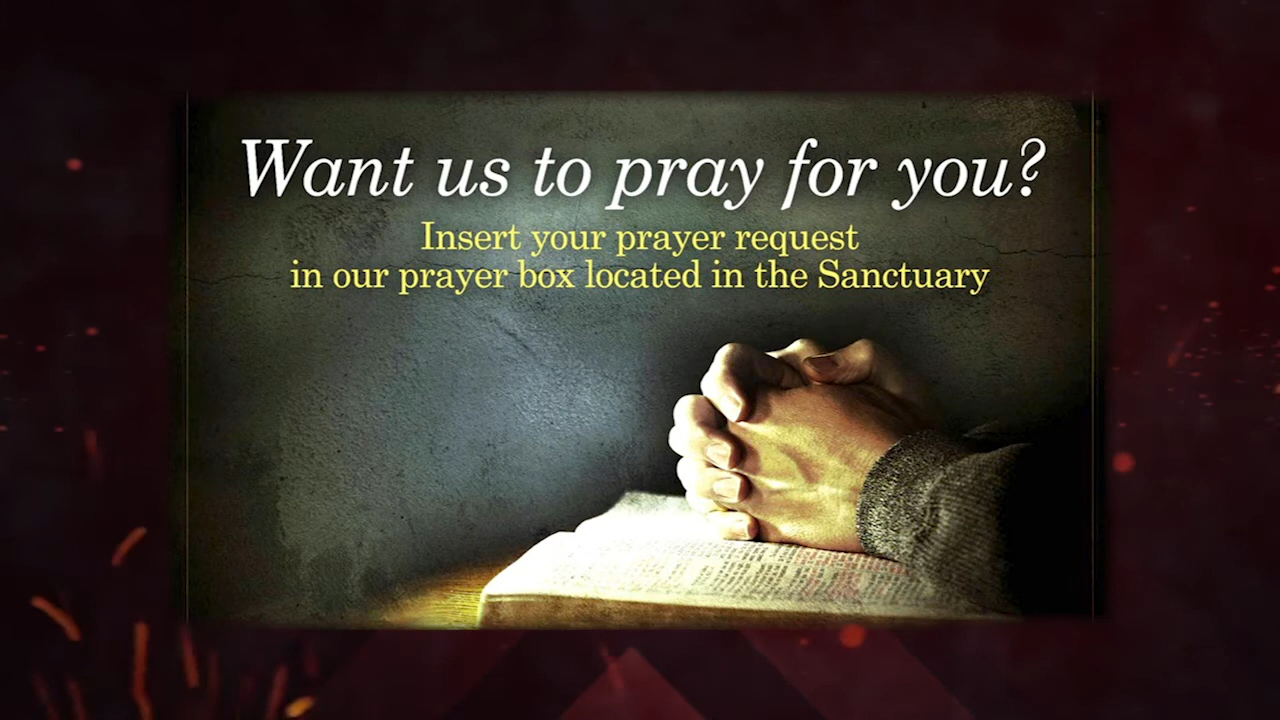 Want us to pray for you?
Insert your prayer request
in our prayer box located in the Sanctuary